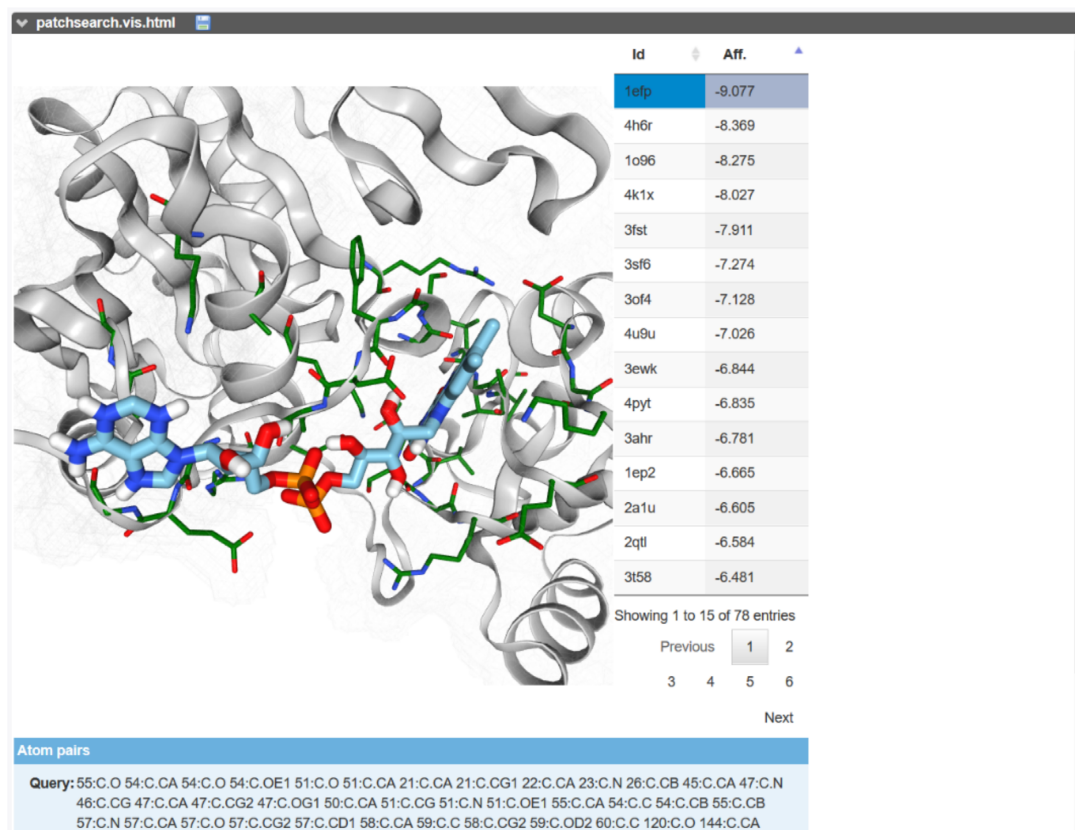 patchsearch.vis.html
Id Aff.
1efp -9.077
4h6r -8.369
1o96 -8.275
4k1x -8.027
3fst -7.911
3sf6 -7.274
3of4 -7.128
4u9u -7.026
3ewk -6.844
4pyt -6.835
3ahr -6.781
1ep2 -6.665
2a1u -6.605
2qtl -6.584
3t58 -6.481
Showing 1 to 15 of 78 entries
Previous 1 2
3 4 5 6
Next
Atom pairs
Query: 55:C.O 54:C.CA 54:C.O 54:C.OE1 51:C.O 51:C.CA 21:C.CA 21:C.CG1 22:C.CA 23:C.N 26:C.CB 45:C.CA 47:C.N
46:C.CG 47:C.CA 47:C.CG2 47:C.OG1 50:C.CA 51:C.CG 51:C.N 51:C.OE1 55:C.CA 54:C.C 54:C.CB 55:C.CB
57:C.N 57:C.CA 57:C.O 57:C.CG2 57:C.CD1 58:C.CA 59:C.C 58:C.CG2 59:C.OD2 60:C.C 120:C.O 144:C.CA